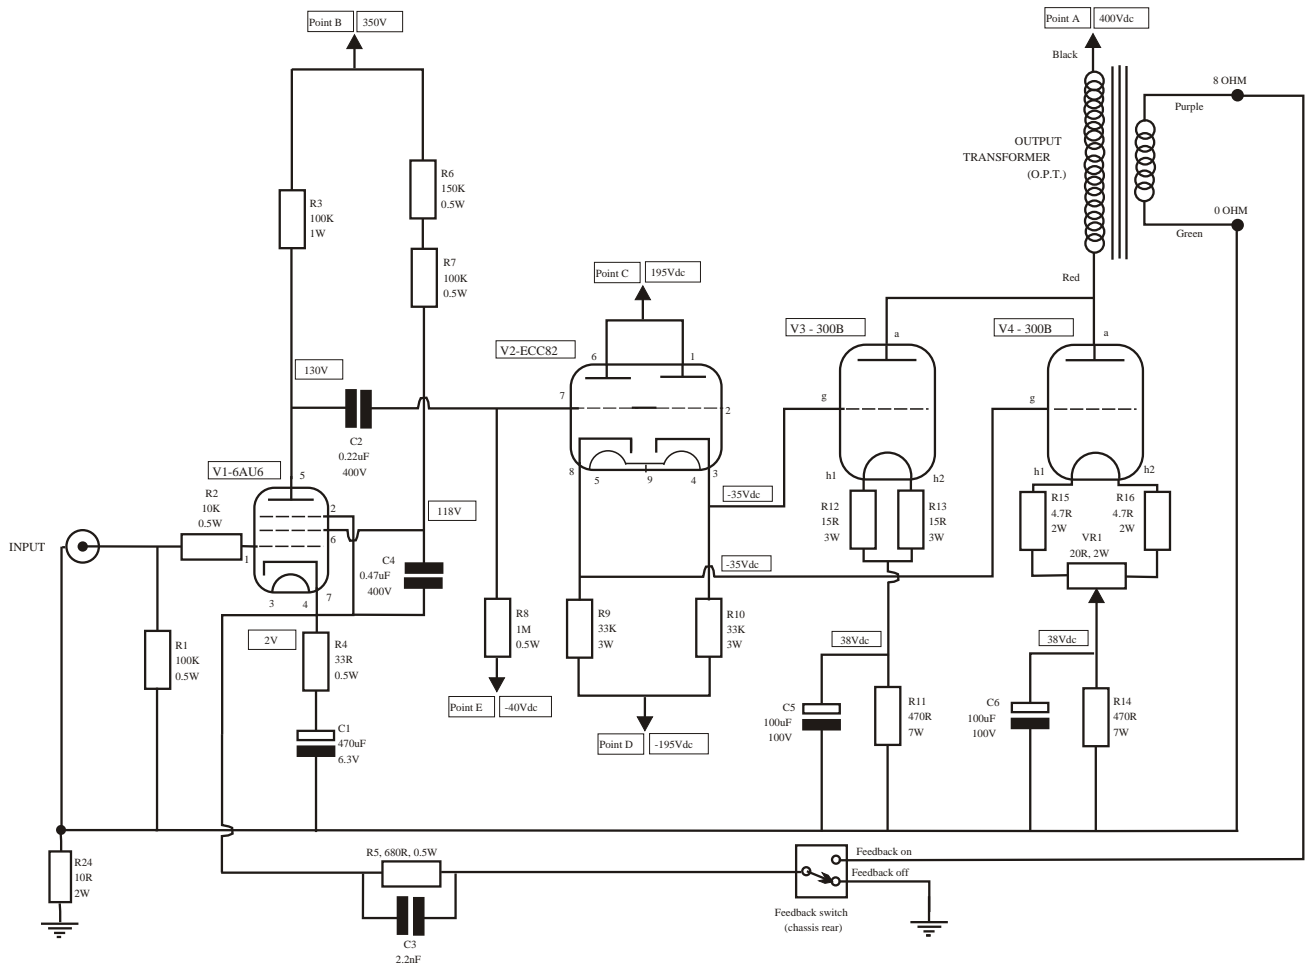 Point B 350V
Point A 400Vdc
Black
8 OHM
Purple
OUTPUT
TRANSFORMER
(O.P.T.)
0 OHM
Green
Red
R6
150K
0.5W
R3
100K
1W
R7
100K
0.5W
Point C 195Vdc
V3 - 300B
V4 - 300B
a
a
V2-ECC82
6
1
130V
7
2
g
g
C2
0.22uF
400V
V1-6AU6
5
8
5
9
4
3
h1
h2
h1
h2
R2
10K
0.5W
-35Vdc
R12
15R
3W
R13
15R
3W
R15
4.7R
2W
R16
4.7R
2W
VR1
20R, 2W
2
6
1
118V
INPUT
C4
0.47uF
400V
-35Vdc
3
4
7
R8
1M
0.5W
R9
33K
3W
R10
33K
3W
2V
R1
100K
0.5W
R4
33R
0.5W
38Vdc
38Vdc
Point E -40Vdc
C5
100uF
100V
R11
470R
7W
C6
100uF
100V
R14
470R
7W
C1
470uF
6.3V
Point D -195Vdc
R24
10R
2W
R5, 680R, 0.5W
Feedback on
Feedback off
Feedback switch
(chassis rear)
C3
2.2nF